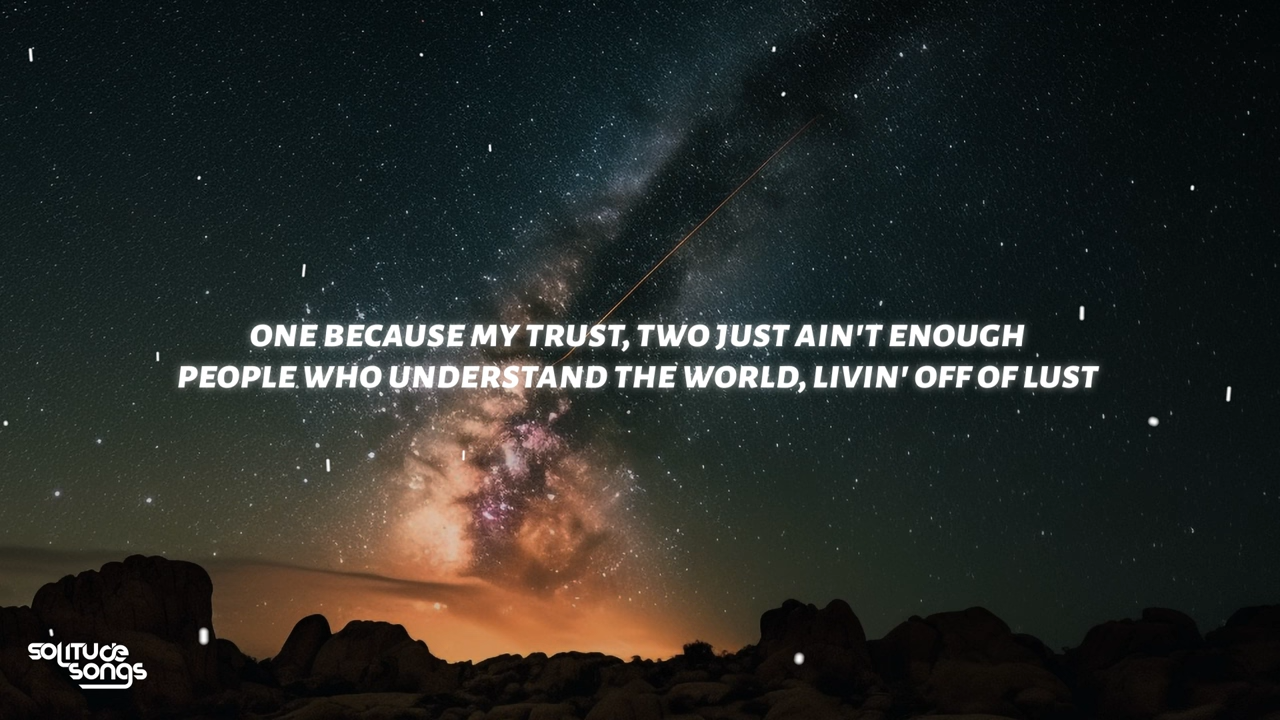 ONE BECAUSE MY TRUST, TWO JUST AIN'T ENOUGH
PEOPLE WHO UNDERSTAND THE WORLD, LIVIN' OFF OF LUST
SOLITUDE
SONGS